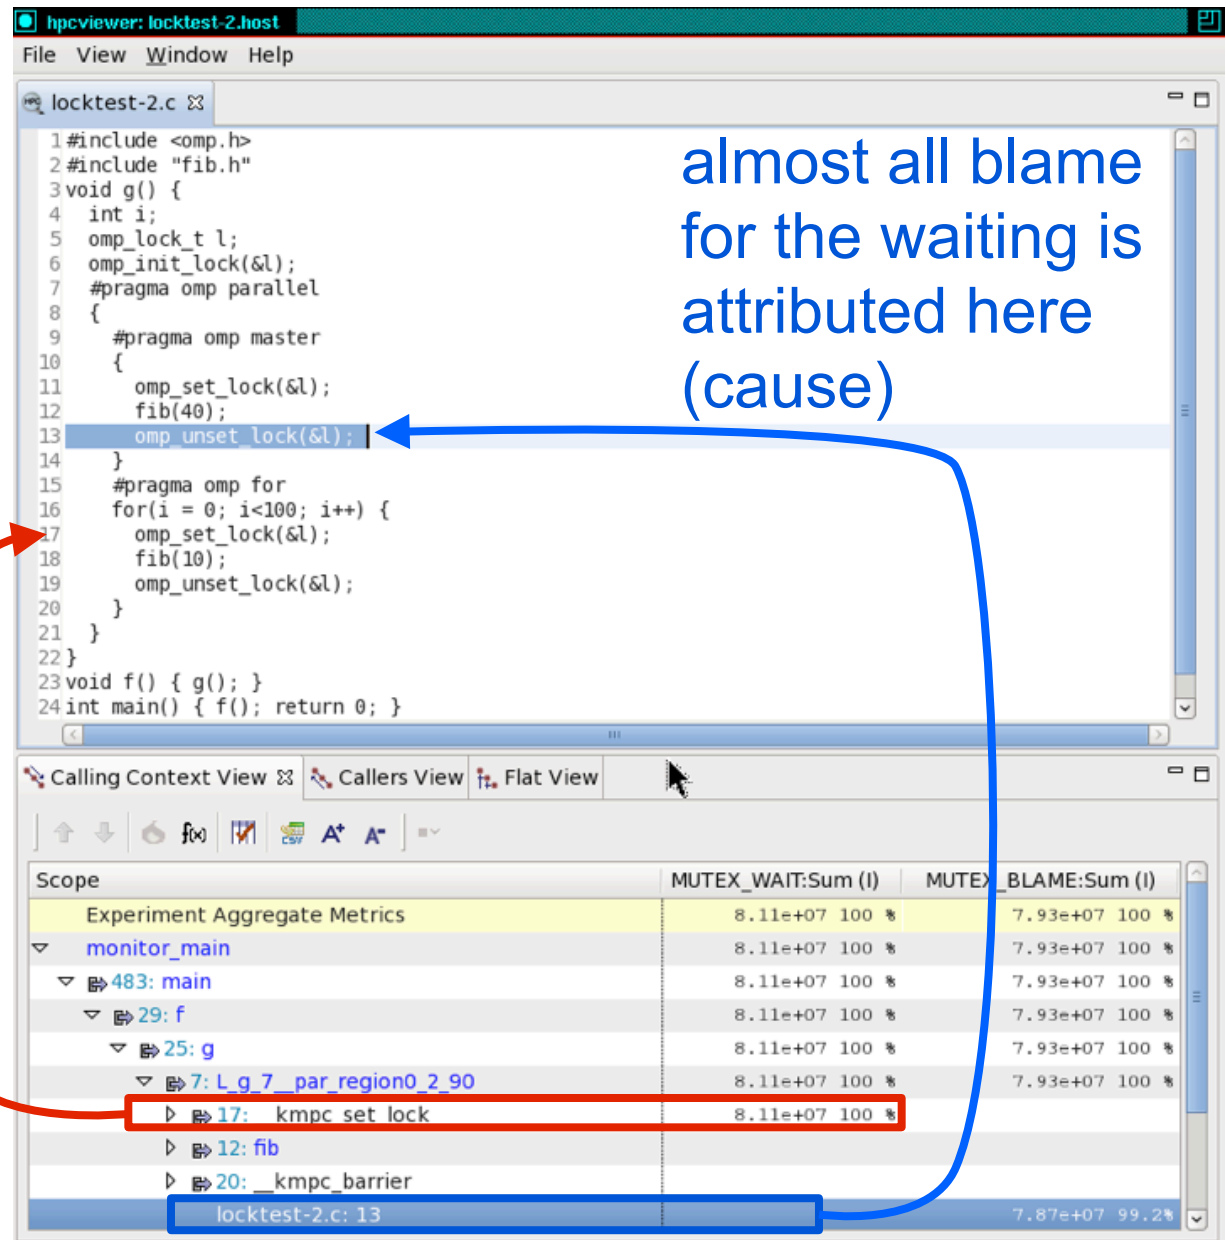 hpcviewer: locktest-2.host
File View Window Help
locktest-2.c
1 #include <omp.h>
2 #include "fib.h"
3 void g() {
4 int i;
5 omp_lock_t l;
6 omp_init_lock(&l);
7 #pragma omp parallel
8 {
9 #pragma omp master
10 {
11 omp_set_lock(&l);
12 fib(40);
13 omp_unset_lock(&l);
14 }
15 #pragma omp for
16 for(i = 0; i<100; i++) {
17 omp_set_lock(&l);
18 fib(10);
19 omp_unset_lock(&l);
20 }
21 }
22 }
23 void f() { g(); }
24 int main() { f(); return 0; }
almost all blame
for the waiting is
attributed here
(cause)
Calling Context View Callers View Flat View
f(x) CSV A+ A-
Scope MUTEX_WAIT:Sum (I) MUTEX_BLAME:Sum (I)
Experiment Aggregate Metrics 8.11e+07 100 % 7.93e+07 100 %
monitor_main 8.11e+07 100 % 7.93e+07 100 %
483: main 8.11e+07 100 % 7.93e+07 100 %
29: f 8.11e+07 100 % 7.93e+07 100 %
25: g 8.11e+07 100 % 7.93e+07 100 %
7: L_g_7__par_region0_2_90 8.11e+07 100 % 7.93e+07 100 %
17: __kmpc_set_lock 8.11e+07 100 %
12: fib
20: __kmpc_barrier
locktest-2.c: 13 7.87e+07 99.2%